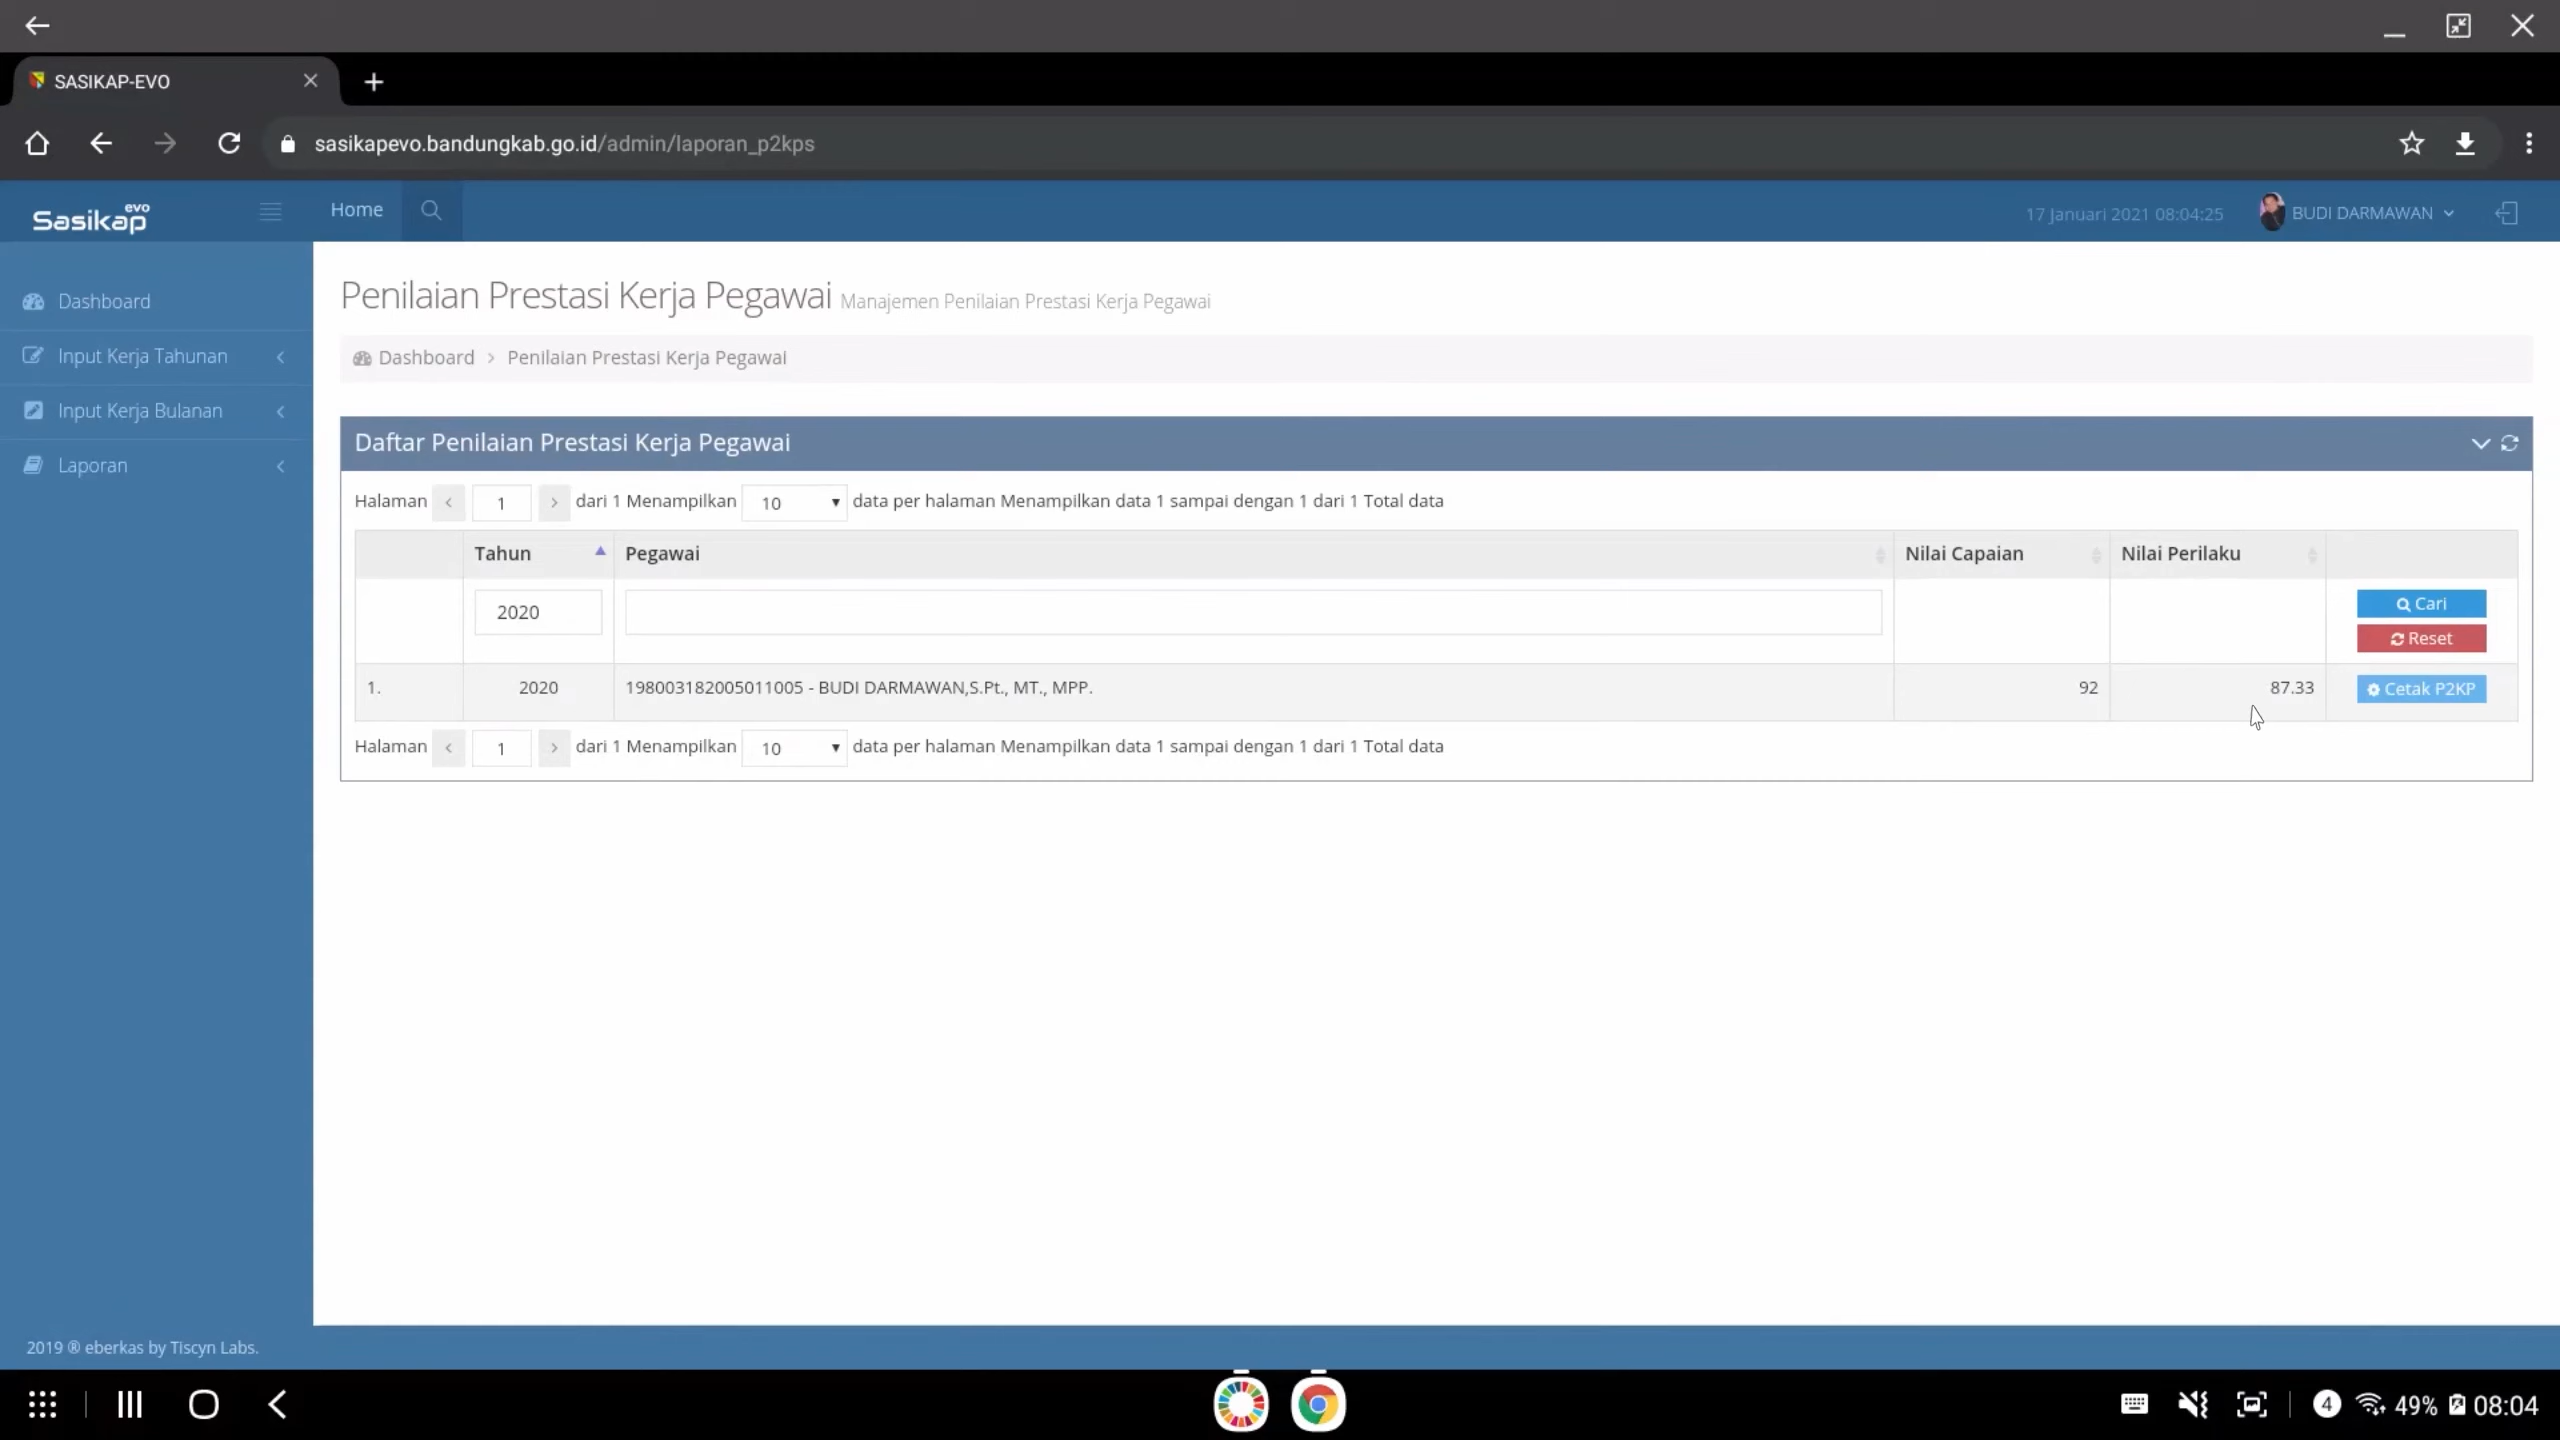 SASIKAP-EVO
sasikapevo.bandungkab.go.id/admin/laporan_p2kps
Sasikap evo
Home
17 Januari 2021 08:04:25
BUDI DARMAWAN
Dashboard
Input Kerja Tahunan
Input Kerja Bulanan
Laporan
Penilaian Prestasi Kerja Pegawai Manajemen Penilaian Prestasi Kerja Pegawai
Dashboard > Penilaian Prestasi Kerja Pegawai
Daftar Penilaian Prestasi Kerja Pegawai
Halaman < 1 > dari 1 Menampilkan 10 data per halaman Menampilkan data 1 sampai dengan 1 dari 1 Total data
Tahun Pegawai Nilai Capaian Nilai Perilaku
2020 Cari
Reset
1. 2020 198003182005011005 - BUDI DARMAWAN,S.Pt., MT., MPP. 92 87.33 Cetak P2KP
Halaman < 1 > dari 1 Menampilkan 10 data per halaman Menampilkan data 1 sampai dengan 1 dari 1 Total data
2019 ® eberkas by Tiscyn Labs.
4 49% 08:04